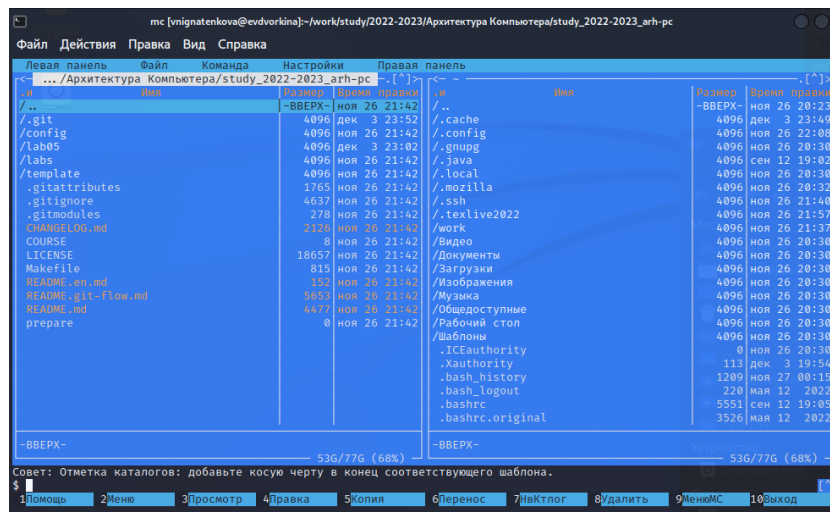 mc [vnignatenkova@evdvorkina]:~/work/study/2022-2023/Архитектура Компьютера/study_2022-2023_arh-pc
Файл Действия Правка Вид Справка
Левая панель Файл Команда Настройки Правая панель
<- .../Архитектура Компьютера/study_2022-2023_arh-pc -.[^]> <- ~ .[^]>
.и Имя Размер Время правки .и Имя Размер Время правки
/.. -ВВЕРХ- ноя 26 21:42 /.. -ВВЕРХ- ноя 26 20:23
/.git 4096 дек 3 23:52 /.cache 4096 дек 3 23:49
/config 4096 ноя 26 21:42 /.config 4096 ноя 26 22:08
/lab05 4096 дек 3 23:02 /.gnupg 4096 ноя 26 20:30
/labs 4096 ноя 26 21:42 /.java 4096 сен 12 19:02
/template 4096 ноя 26 21:42 /.local 4096 ноя 26 20:30
.gitattributes 1765 ноя 26 21:42 /.mozilla 4096 ноя 26 20:32
.gitignore 4637 ноя 26 21:42 /.ssh 4096 ноя 26 21:40
.gitmodules 278 ноя 26 21:42 /.texlive2022 4096 ноя 26 21:57
CHANGELOG.md 2126 ноя 26 21:42 /work 4096 ноя 26 21:37
COURSE 8 ноя 26 21:42 /Видео 4096 ноя 26 20:30
LICENSE 18657 ноя 26 21:42 /Документы 4096 ноя 26 20:30
Makefile 815 ноя 26 21:42 /Загрузки 4096 ноя 26 20:30
README.en.md 152 ноя 26 21:42 /Изображения 4096 ноя 26 20:30
README.git-flow.md 5653 ноя 26 21:42 /Музыка 4096 ноя 26 20:30
README.md 4477 ноя 26 21:42 /Общедоступные 4096 ноя 26 20:30
prepare 0 ноя 26 21:42 /Рабочий стол 4096 ноя 26 20:30
/Шаблоны 4096 ноя 26 20:30
.ICEauthority 0 ноя 26 20:30
.Xauthority 113 дек 3 19:54
.bash_history 1209 ноя 27 00:15
.bash_logout 220 мая 12 2022
.bashrc 5551 сен 12 19:05
.bashrc.original 3526 мая 12 2022
-ВВЕРХ- -ВВЕРХ-
53G/77G (68%) 53G/77G (68%)
Совет: Отметка каталогов: добавьте косую черту в конец соответствующего шаблона.
$ [^
1Помощь 2Меню 3Просмотр 4Правка 5Копия 6Перенос 7НвКтлог 8Удалить 9МенюМС 10Выход